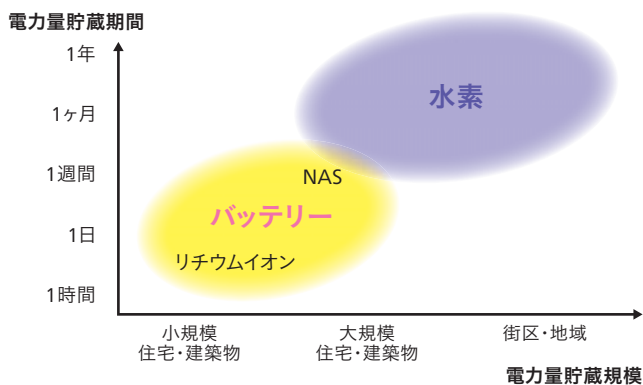 電力量貯蔵期間
1年
1ヶ月
1週間
1日
1時間
水素
NAS
バッテリー
リチウムイオン
小規模
住宅・建築物
大規模
住宅・建築物
街区・地域
電力量貯蔵規模